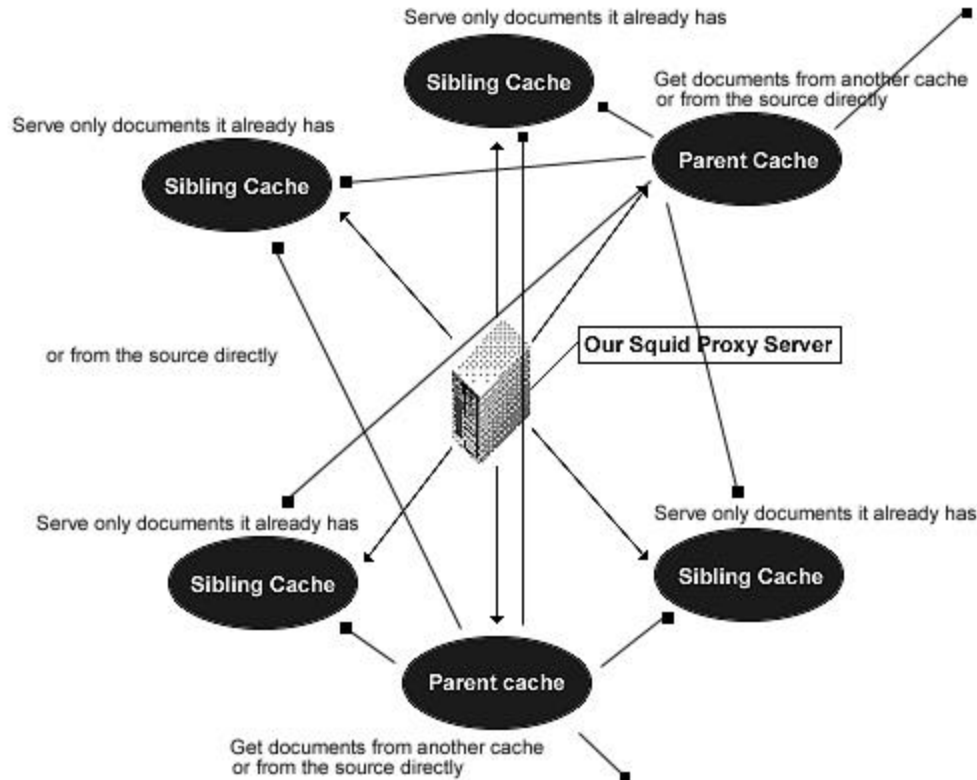 Serve only documents it already has
Sibling Cache
Get documents from another cache
or from the source directly
Serve only documents it already has
Parent Cache
Sibling Cache
Our Squid Proxy Server
or from the source directly
Serve only documents it already has
Serve only documents it already has
Sibling Cache
Sibling Cache
Parent cache
Get documents from another cache
or from the source directly